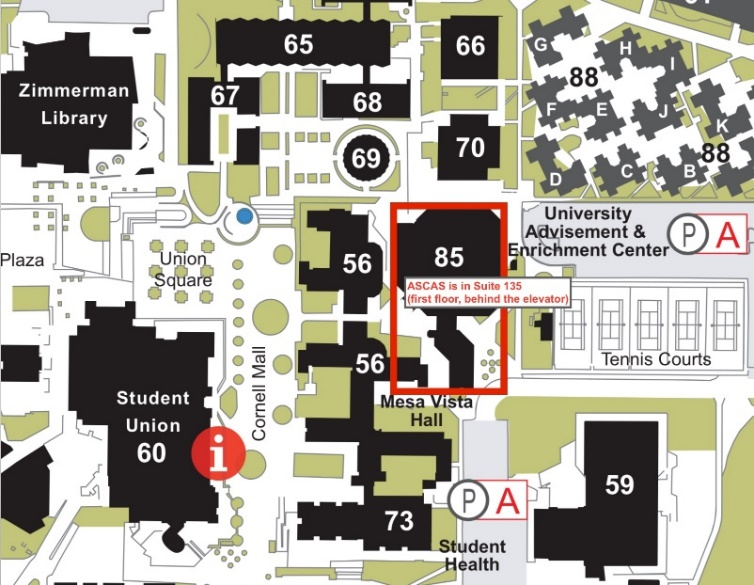 65
66
G
H
I
88
Zimmerman
Library
67
68
F
E
J
K
69
70
88
D
C
B
University
Advisement &
Enrichment Center
P A
85
56
Plaza
Union
Square
ASCAS is in Suite 135
(first floor, behind the elevator)
Tennis Courts
56
Cornell Mall
Mesa Vista
Hall
Student
Union
60
i
59
P A
73
Student
Health